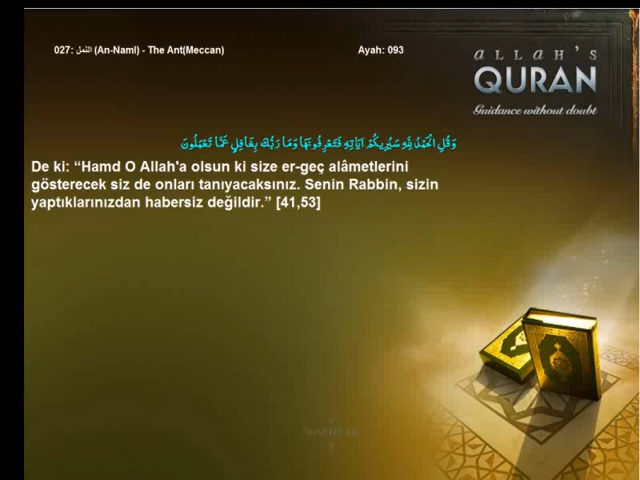 027: النمل (An-Naml) - The Ant(Meccan) Ayah: 093
ALLAH'S
QURAN
Guidance without doubt
وَقُلِ الْحَمْدُ لِلَّهِ سَيُرِيكُمْ آيَاتِهِ فَتَعْرِفُونَهَا وَمَا رَبُّكَ بِغَافِلٍ عَمَّا تَعْمَلُونَ
De ki: “Hamd O Allah'a olsun ki size er-geç alâmetlerini
gösterecek siz de onları tanıyacaksınız. Senin Rabbin, sizin
yaptıklarınızdan habersiz değildir.” [41,53]